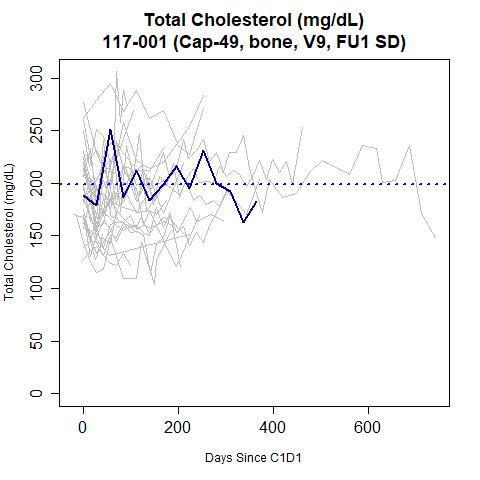 Total Cholesterol (mg/dL)
117-001 (Cap-49, bone, V9, FU1 SD)
Total Cholesterol (mg/dL)
300
250
200
150
100
50
0
0 200 400 600
Days Since C1D1